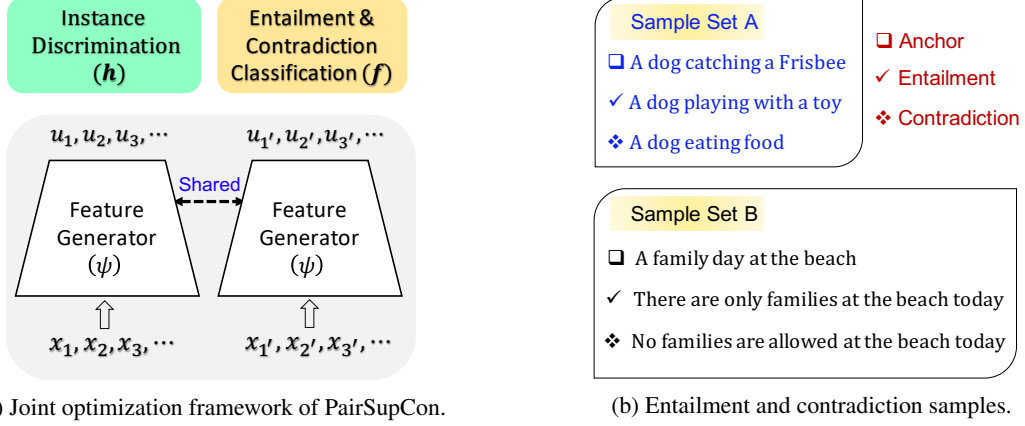 Instance
Discrimination
(h)
Entailment &
Contradiction
Classification (f)
u₁, u₂, u₃, ⋯
u₁′, u₂′, u₃′, ⋯
Shared
Feature
Generator
(ψ)
Feature
Generator
(ψ)
x₁, x₂, x₃, ⋯
x₁′, x₂′, x₃′, ⋯
) Joint optimization framework of PairSupCon.
Sample Set A
❑ A dog catching a Frisbee
✓ A dog playing with a toy
❖ A dog eating food
❑ Anchor
✓ Entailment
❖ Contradiction
Sample Set B
❑ A family day at the beach
✓ There are only families at the beach today
❖ No families are allowed at the beach today
(b) Entailment and contradiction samples.